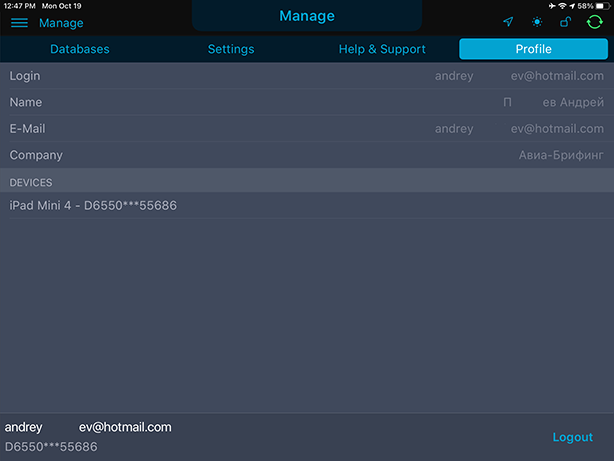 12:47 PM Mon Oct 19 58%
Manage Manage
Databases Settings Help & Support Profile
Login andrey ev@hotmail.com
Name П ев Андрей
E-Mail andrey ev@hotmail.com
Company Авиа-Брифинг
DEVICES
iPad Mini 4 - D6550***55686
andrey ev@hotmail.com
D6550***55686
Logout